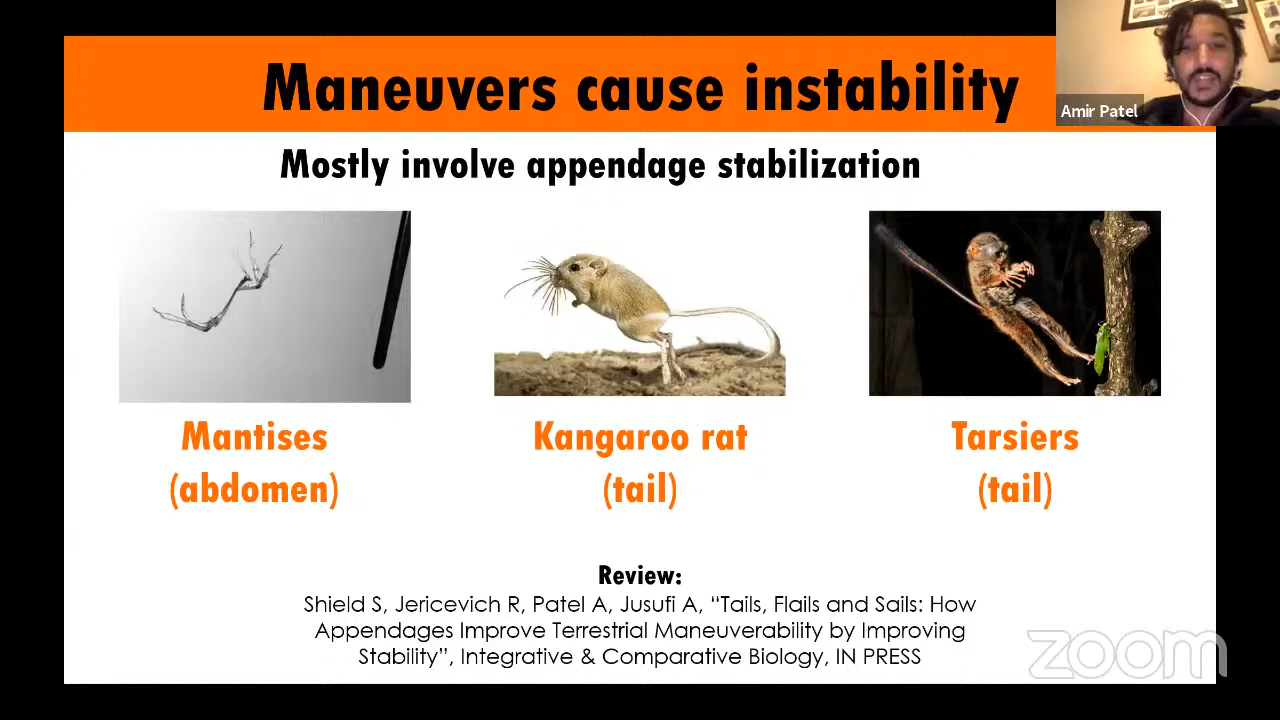 Maneuvers cause instability
Amir Patel
Mostly involve appendage stabilization
Mantises
(abdomen)
Kangaroo rat
(tail)
Tarsiers
(tail)
Review:
Shield S, Jericevich R, Patel A, Jusufi A, “Tails, Flails and Sails: How
Appendages Improve Terrestrial Maneuverability by Improving
Stability”, Integrative & Comparative Biology, IN PRESS
zoom